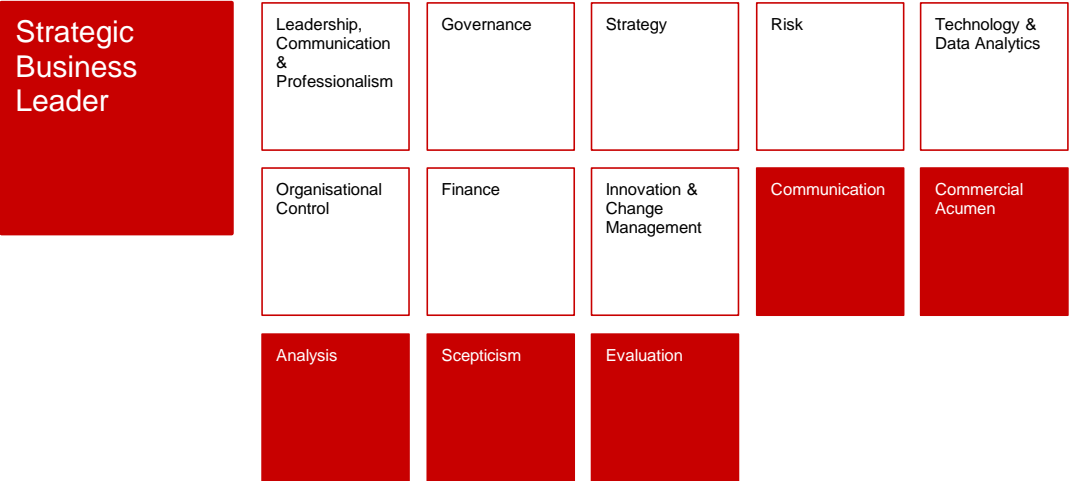 Strategic
Business
Leader
Leadership,
Communication
&
Professionalism
Governance
Strategy
Risk
Technology &
Data Analytics
Organisational
Control
Finance
Innovation &
Change
Management
Communication
Commercial
Acumen
Analysis
Scepticism
Evaluation